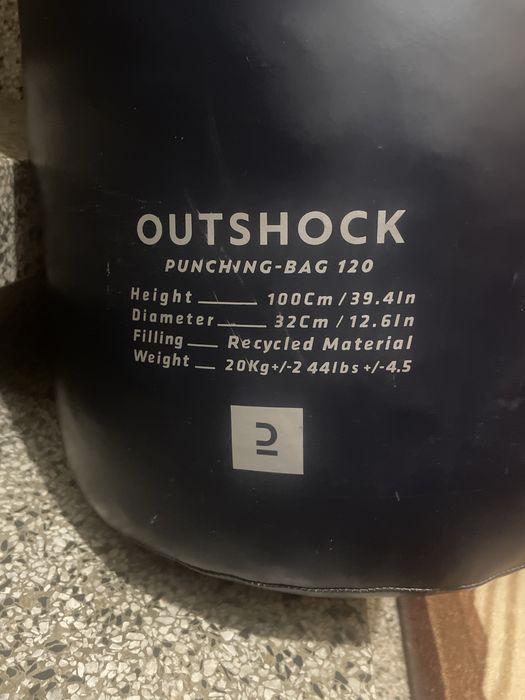 OUTSHOCK
PUNCHING-BAG 120
Height 100Cm / 39.4In
Diameter 32Cm / 12.6In
Filling Recycled Material
Weight 20Kg+/-2 44lbs +/-4.5